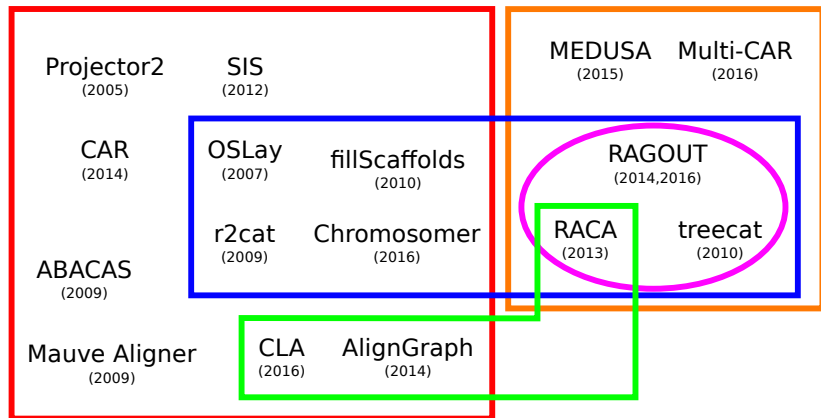 MEDUSA Multi-CAR
(2015) (2016)
Projector2 SIS
(2005) (2012)
CAR OSLay fillScaffolds RAGOUT
(2014) (2007) (2010) (2014,2016)
r2cat Chromosomer RACA treecat
(2009) (2016) (2013) (2010)
ABACAS
(2009)
Mauve Aligner CLA AlignGraph
(2009) (2016) (2014)